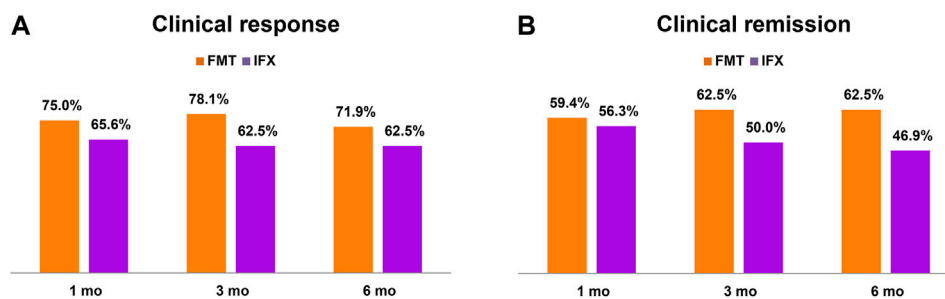 A
Clinical response
FMT IFX
75.0%
65.6%
78.1%
62.5%
71.9%
62.5%
1 mo
3 mo
6 mo
B
Clinical remission
FMT IFX
59.4%
56.3%
62.5%
50.0%
62.5%
46.9%
1 mo
3 mo
6 mo